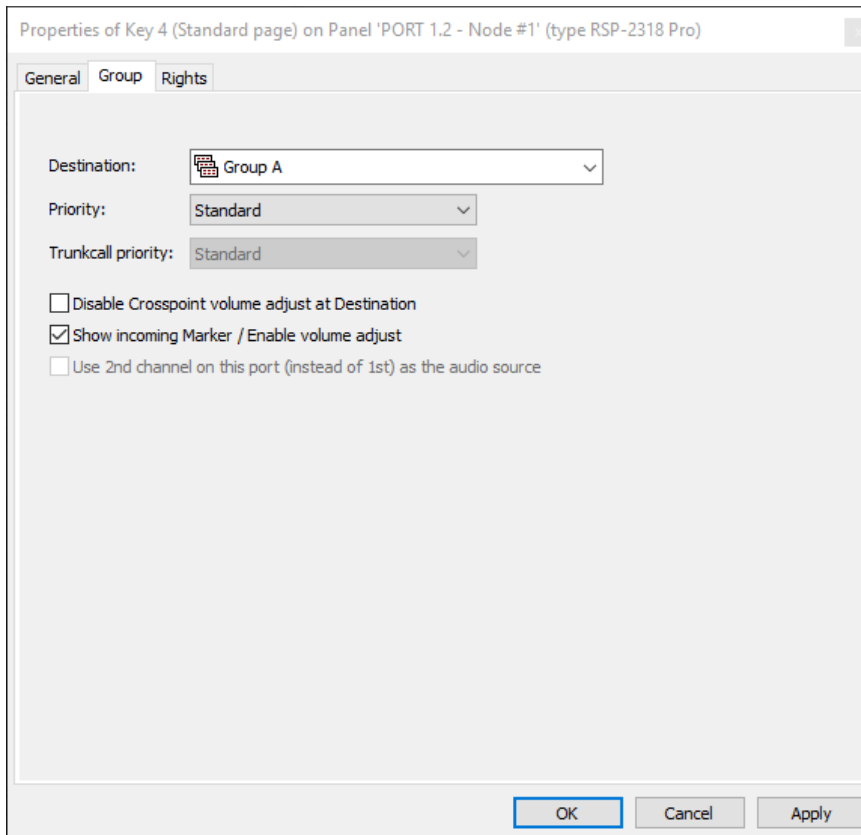 Properties of Key 4 (Standard page) on Panel 'PORT 1.2 - Node #1' (type RSP-2318 Pro)
General Group Rights
Destination: Group A
Priority: Standard
Trunkcall priority: Standard
Disable Crosspoint volume adjust at Destination
Show incoming Marker / Enable volume adjust
Use 2nd channel on this port (instead of 1st) as the audio source
OK Cancel Apply